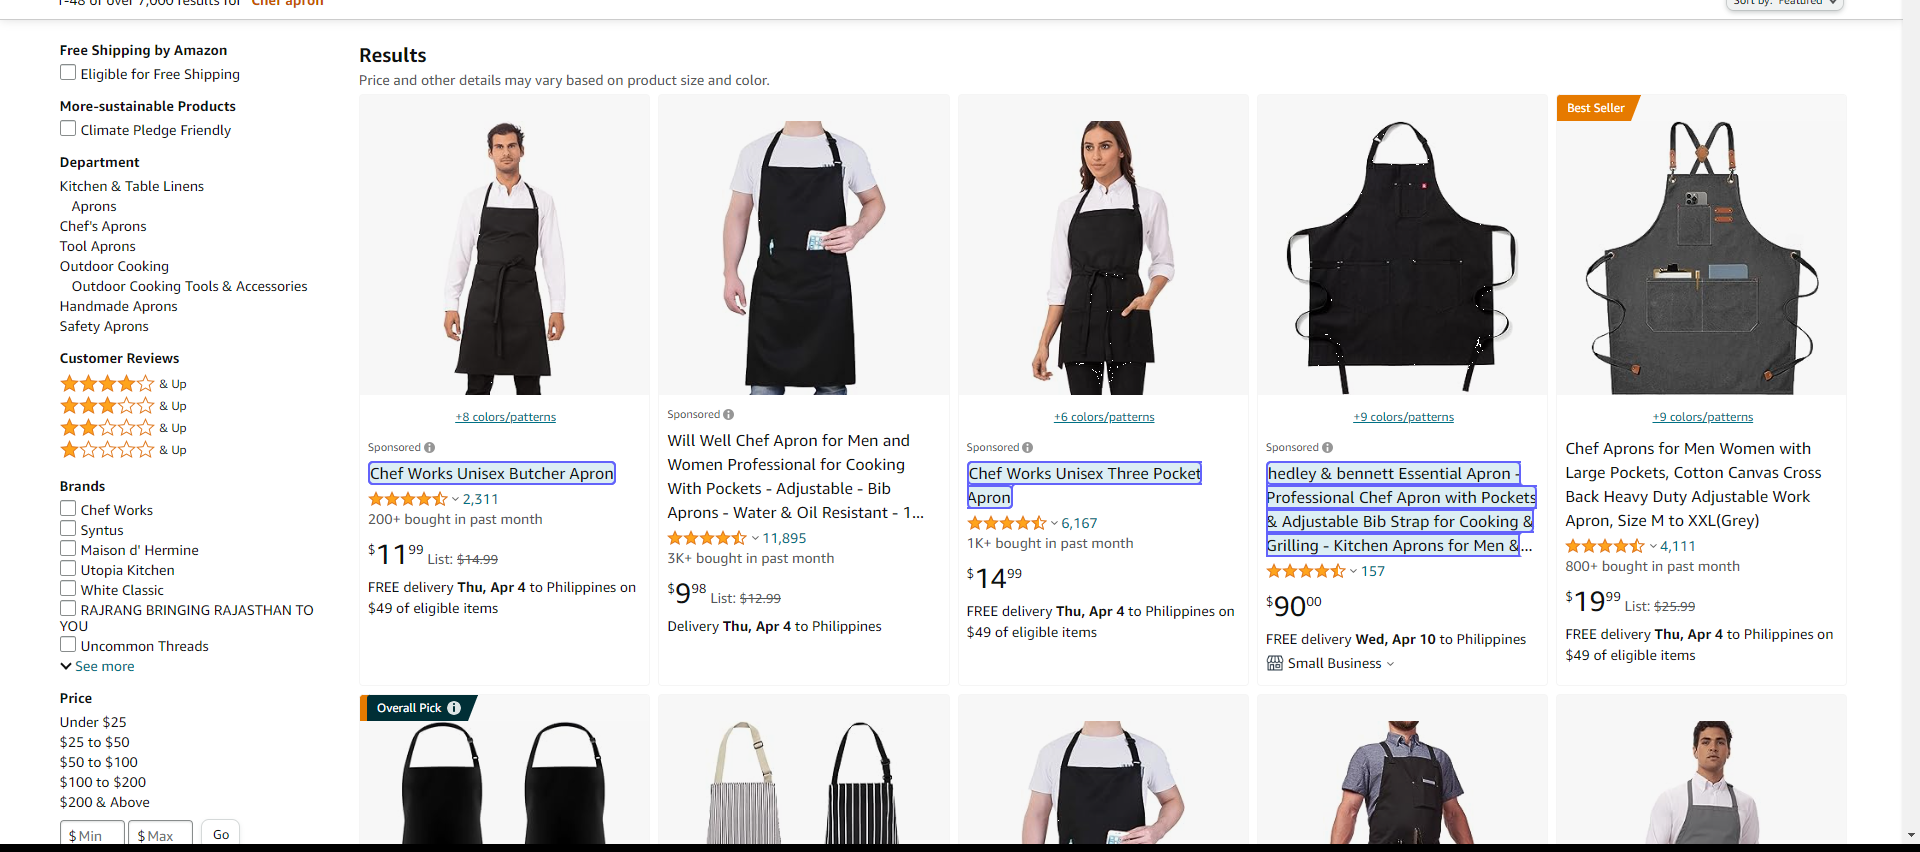 1-48 of over 7,000 results for "Chef apron"
Sort by: Featured
Free Shipping by Amazon
Eligible for Free Shipping
More-sustainable Products
Climate Pledge Friendly
Department
Kitchen & Table Linens
Aprons
Chef's Aprons
Tool Aprons
Outdoor Cooking
Outdoor Cooking Tools & Accessories
Handmade Aprons
Safety Aprons
Customer Reviews
& Up
& Up
& Up
& Up
Brands
Chef Works
Syntus
Maison d' Hermine
Utopia Kitchen
White Classic
RAJRANG BRINGING RAJASTHAN TO
YOU
Uncommon Threads
See more
Price
Under $25
$25 to $50
$50 to $100
$100 to $200
$200 & Above
$ Min
$ Max
Go
Results
Price and other details may vary based on product size and color.
+8 colors/patterns
Sponsored
Chef Works Unisex Butcher Apron
2,311
200+ bought in past month
$11.99 List: $14.99
FREE delivery Thu, Apr 4 to Philippines on
$49 of eligible items
Sponsored
Will Well Chef Apron for Men and
Women Professional for Cooking
With Pockets - Adjustable - Bib
Aprons - Water & Oil Resistant - 1...
11,895
3K+ bought in past month
$9.98 List: $12.99
Delivery Thu, Apr 4 to Philippines
+6 colors/patterns
Sponsored
Chef Works Unisex Three Pocket
Apron
6,167
1K+ bought in past month
$14.99
FREE delivery Thu, Apr 4 to Philippines on
$49 of eligible items
+9 colors/patterns
Sponsored
hedley & bennett Essential Apron -
Professional Chef Apron with Pockets
& Adjustable Bib Strap for Cooking &
Grilling - Kitchen Aprons for Men &...
157
$90.00
FREE delivery Wed, Apr 10 to Philippines
Small Business
Best Seller
+9 colors/patterns
Chef Aprons for Men Women with
Large Pockets, Cotton Canvas Cross
Back Heavy Duty Adjustable Work
Apron, Size M to XXL(Grey)
4,111
800+ bought in past month
$19.99 List: $25.99
FREE delivery Thu, Apr 4 to Philippines on
$49 of eligible items
Overall Pick